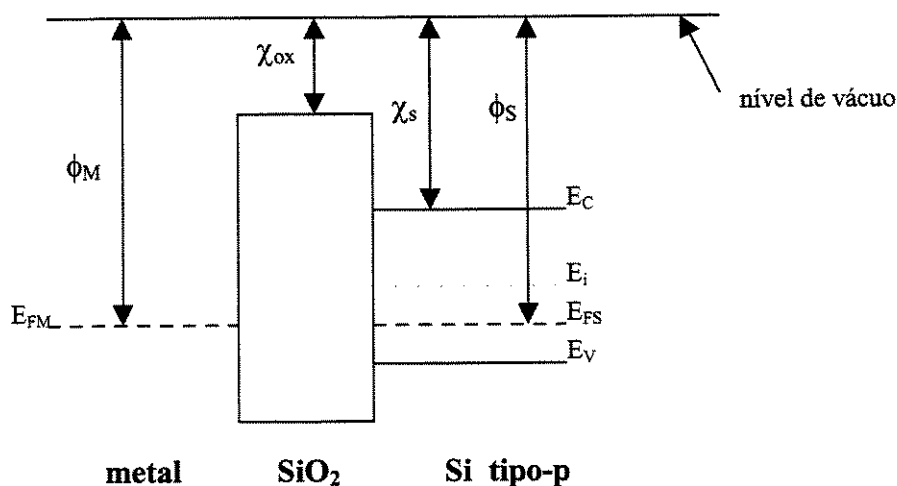 χox
nível de vácuo
χs
ϕS
ϕM
EC
Ei
EFM
EFS
EV
metal
SiO2
Si tipo-p